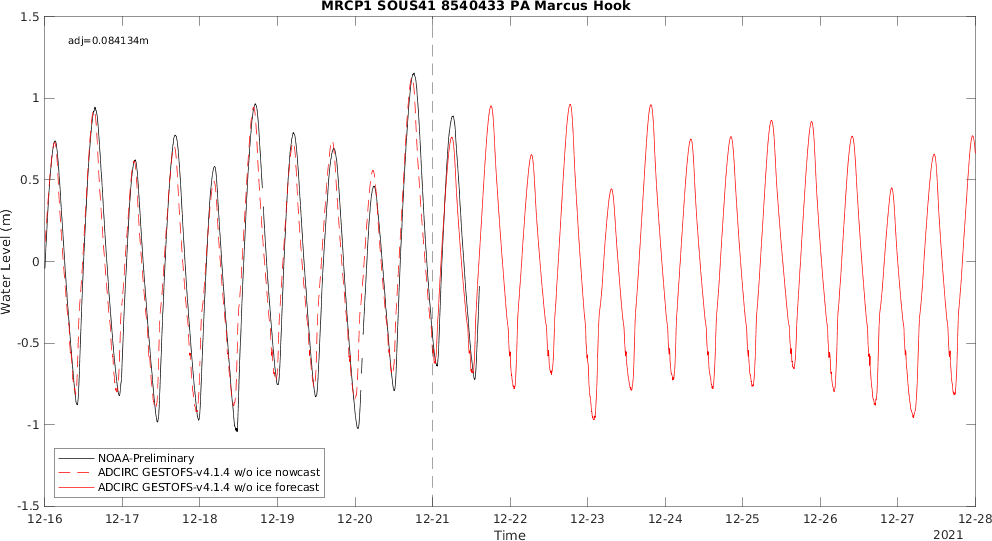 MRCP1 SOUS41 8540433 PA Marcus Hook
adj=0.084134m
1.5
1
0.5
0
-0.5
-1
-1.5
Water Level (m)
NOAA-Preliminary
ADCIRC GESTOFS-v4.1.4 w/o ice nowcast
ADCIRC GESTOFS-v4.1.4 w/o ice forecast
12-16 12-17 12-18 12-19 12-20 12-21 12-22 12-23 12-24 12-25 12-26 12-27 12-28
Time
2021